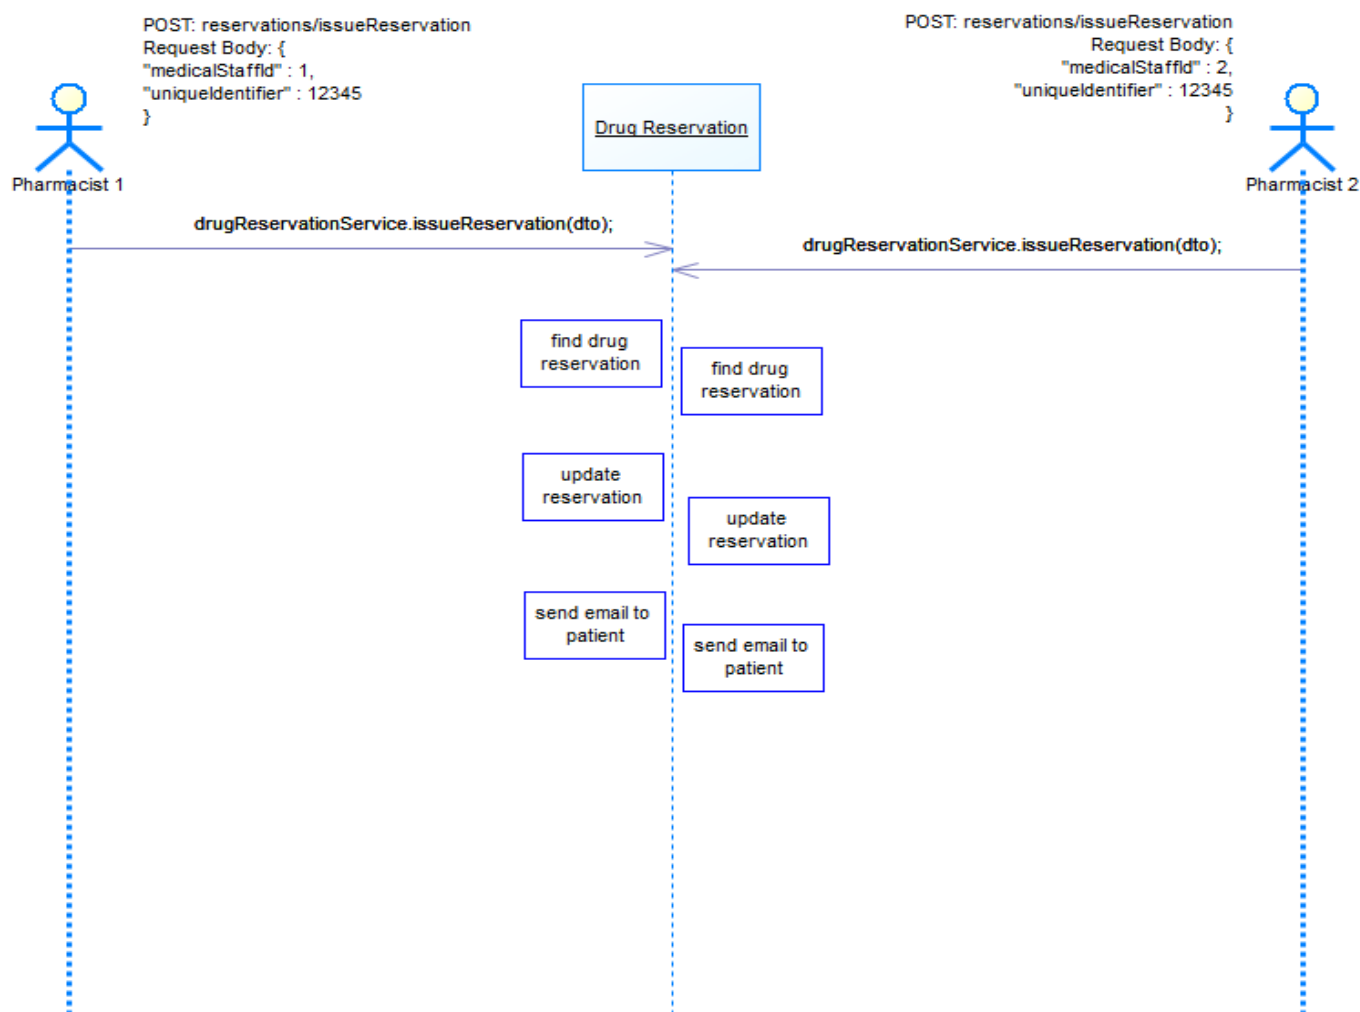 POST: reservations/issueReservation
Request Body: {
"medicalStaffId" : 1,
"uniqueIdentifier" : 12345
}
POST: reservations/issueReservation
Request Body: {
"medicalStaffId" : 2,
"uniqueIdentifier" : 12345
}
Drug Reservation
Pharmacist 1
Pharmacist 2
drugReservationService.issueReservation(dto);
drugReservationService.issueReservation(dto);
find drug
reservation
find drug
reservation
update
reservation
update
reservation
send email to
patient
send email to
patient